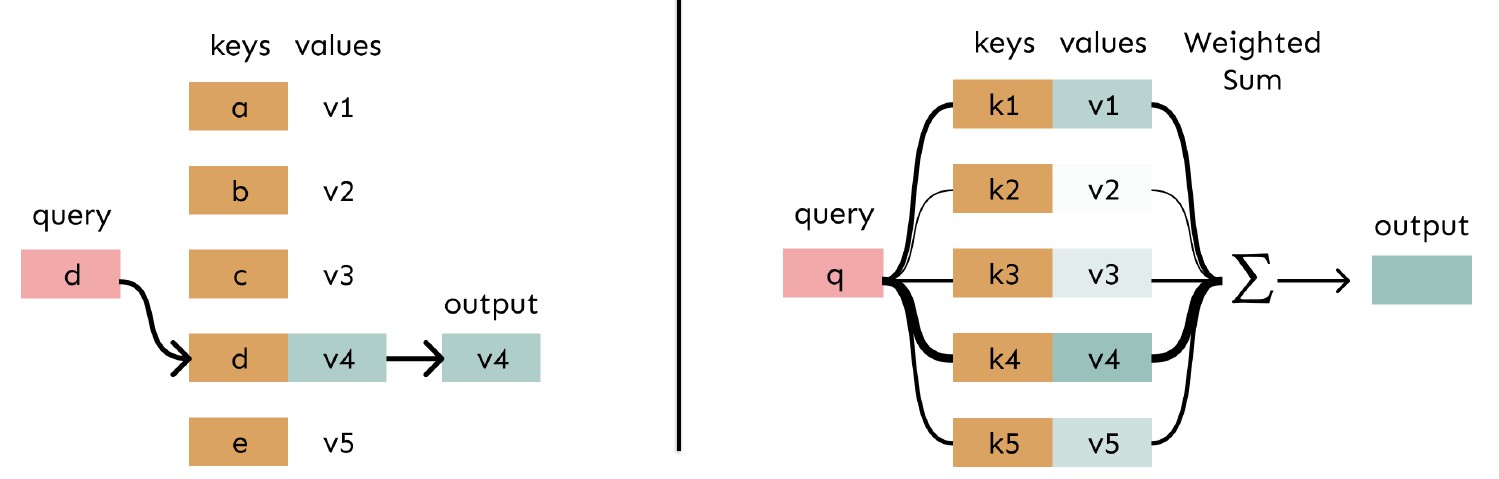 keys values
a v1
b v2
query
d
c v3
output
d v4 v4
e v5
keys values Weighted
Sum
k1 v1
k2 v2
query
q
k3 v3
∑
output
k4 v4
k5 v5